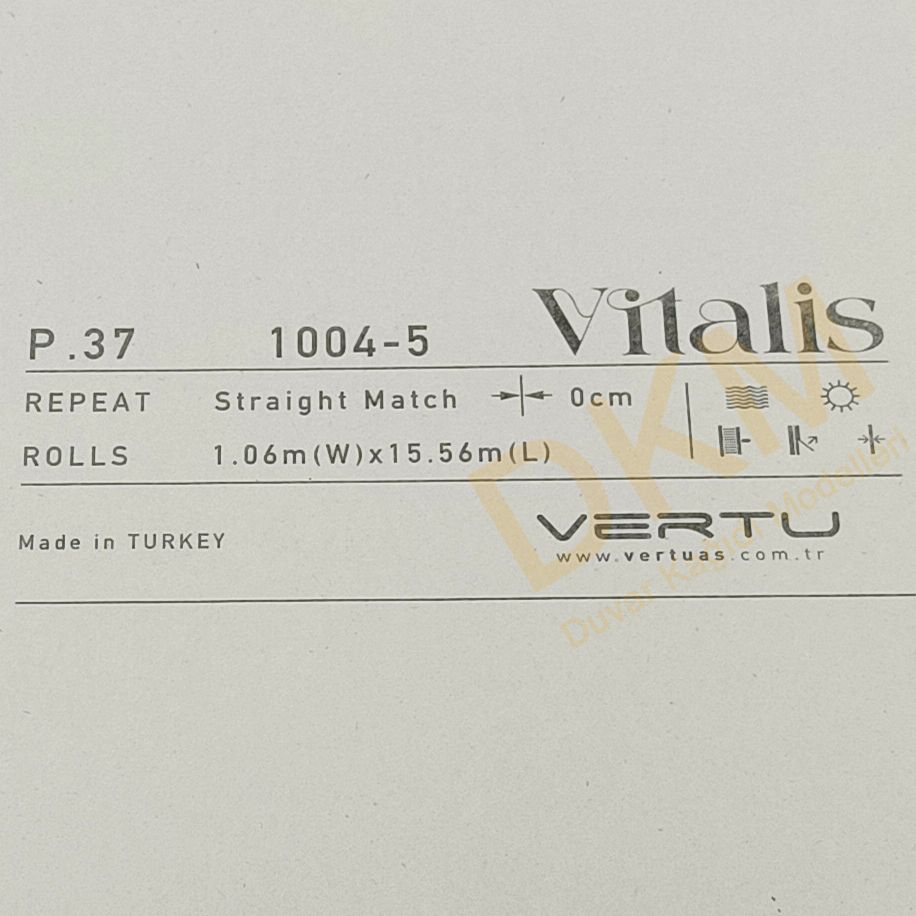 P.37 1004-5 Vitalis
REPEAT Straight Match 0cm
ROLLS 1.06m(W)x15.56m(L)
Made in TURKEY VERTU
www.vertuas.com.tr
DKM
Duvar Kağıdı Modelleri